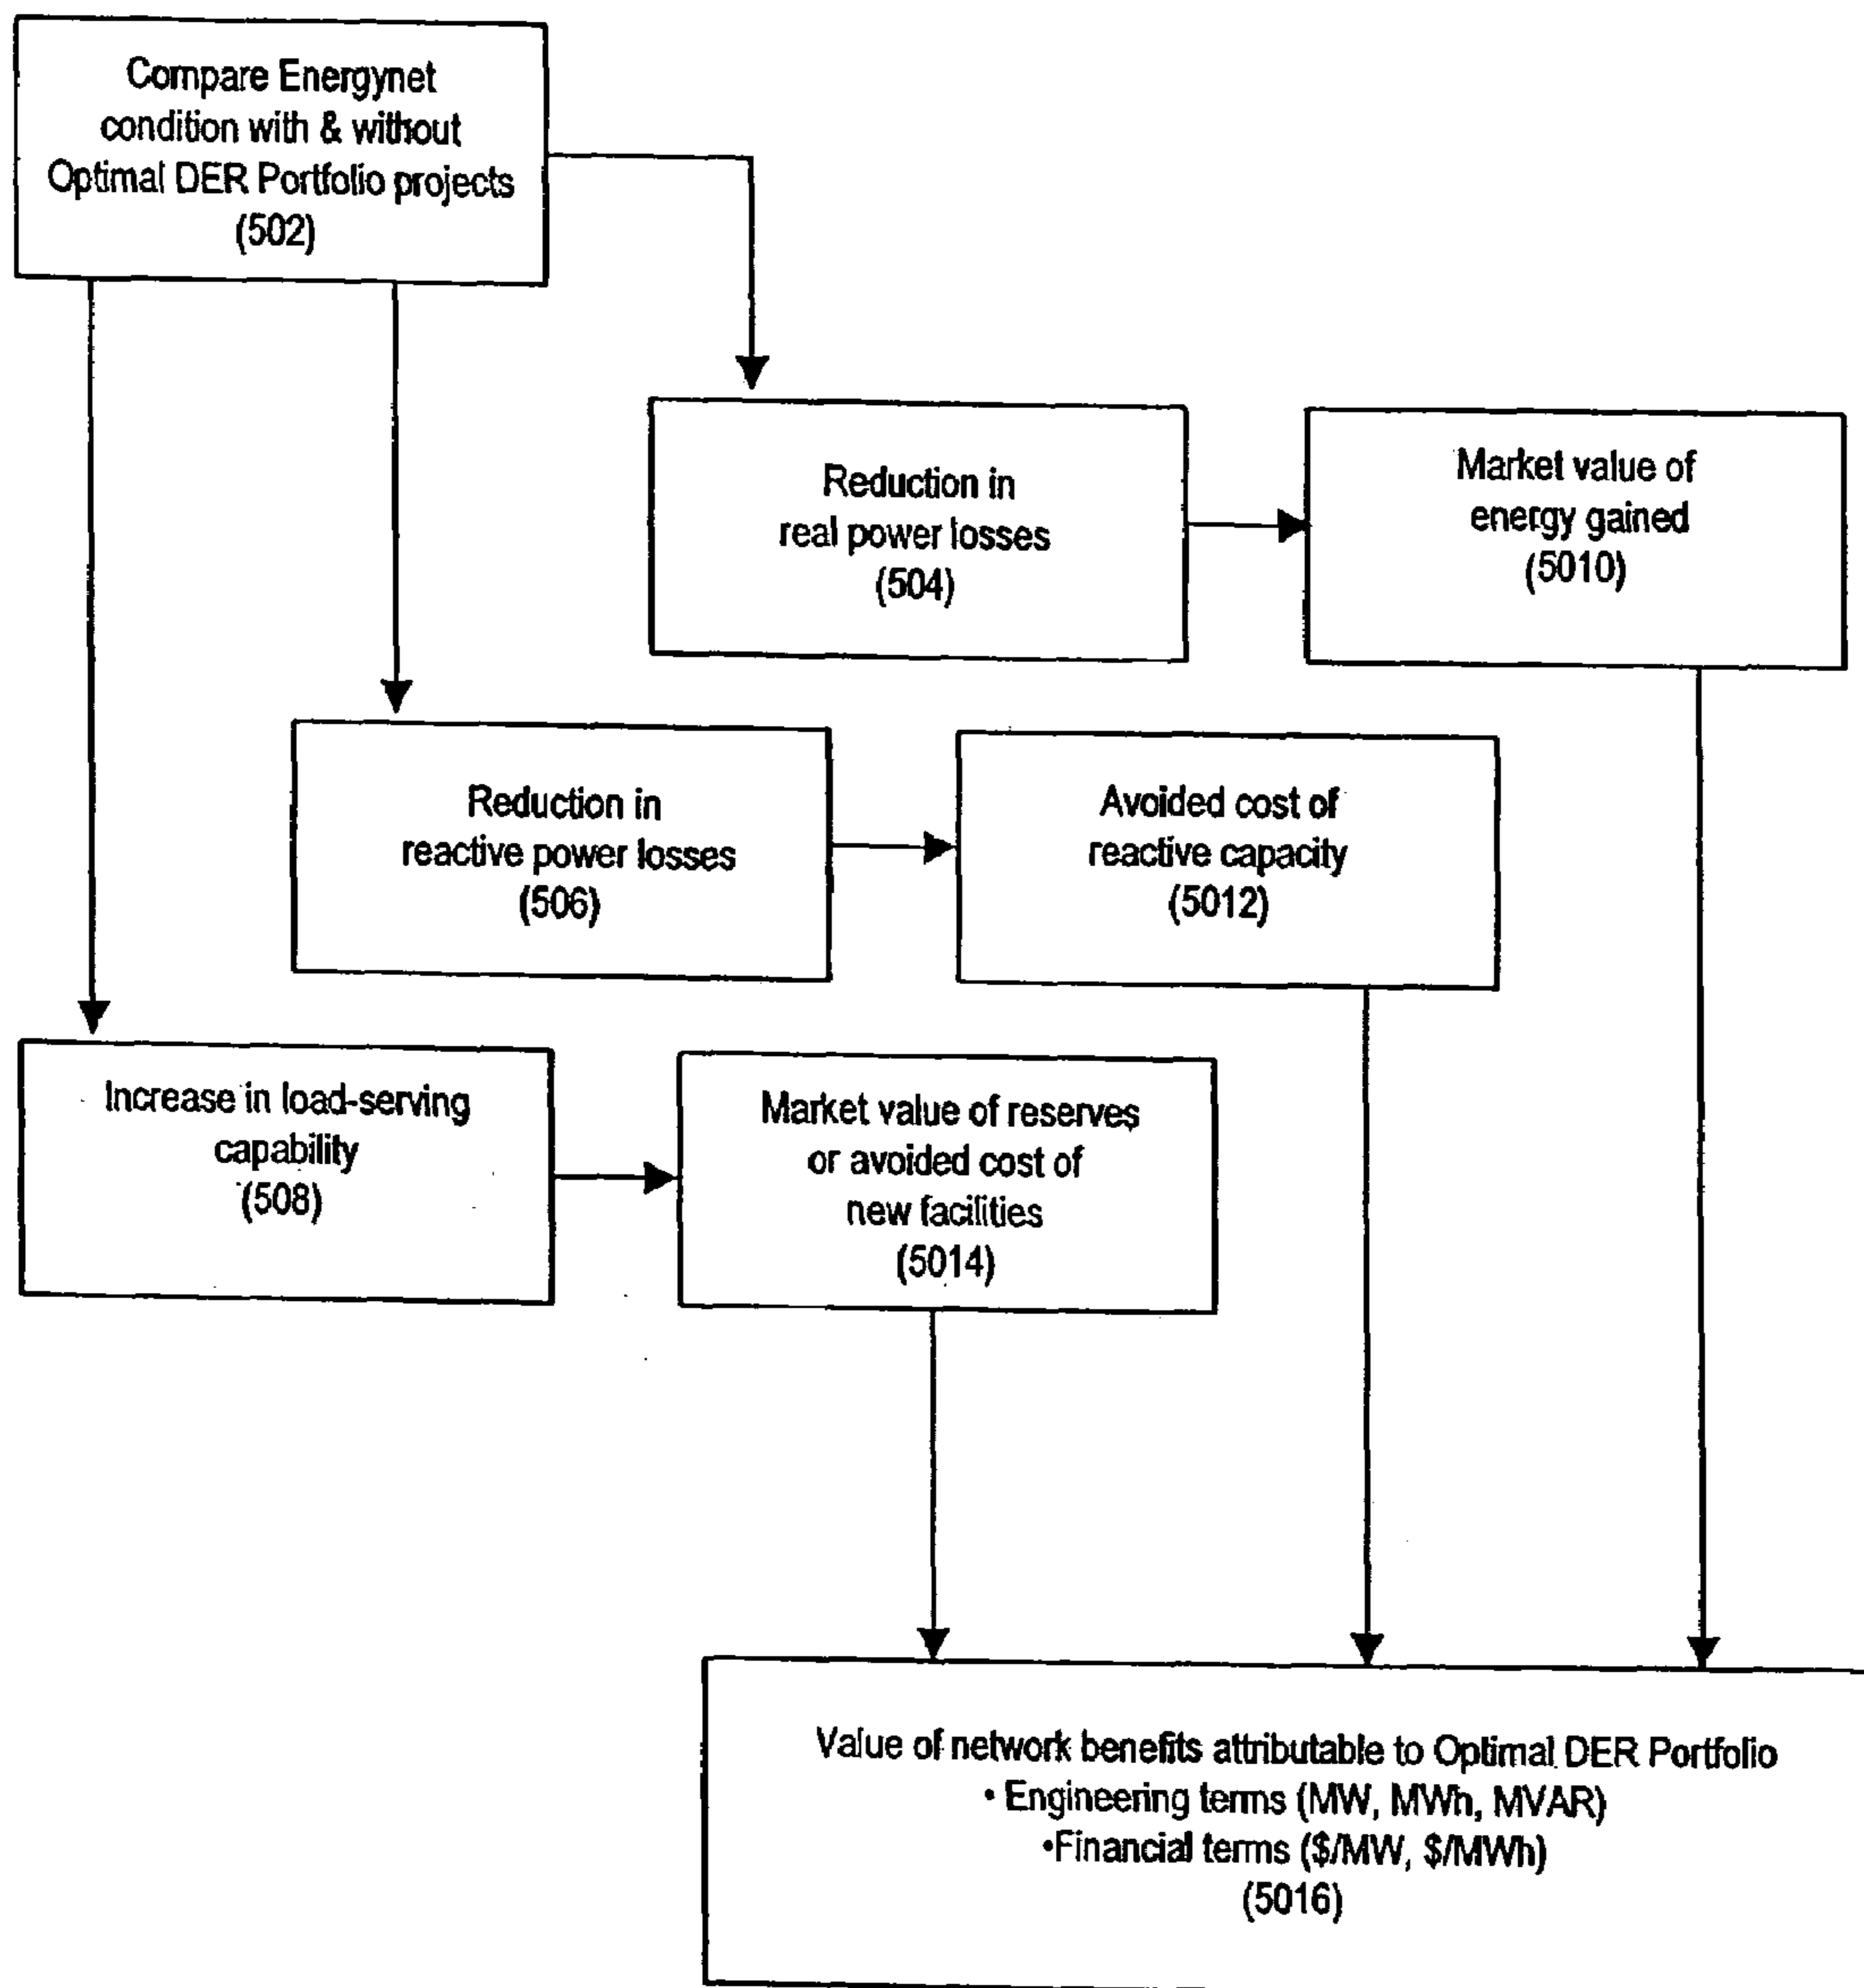 Compare Energynet
condition with & without
Optimal DER Portfolio projects
(502)
Reduction in
real power losses
(504)
Market value of
energy gained
(5010)
Reduction in
reactive power losses
(506)
Avoided cost of
reactive capacity
(5012)
Increase in load-serving
capability
(508)
Market value of reserves
or avoided cost of
new facilities
(5014)
Value of network benefits attributable to Optimal DER Portfolio
• Engineering terms (MW, MWh, MVAR)
•Financial terms ($/MW, $/MWh)
(5016)